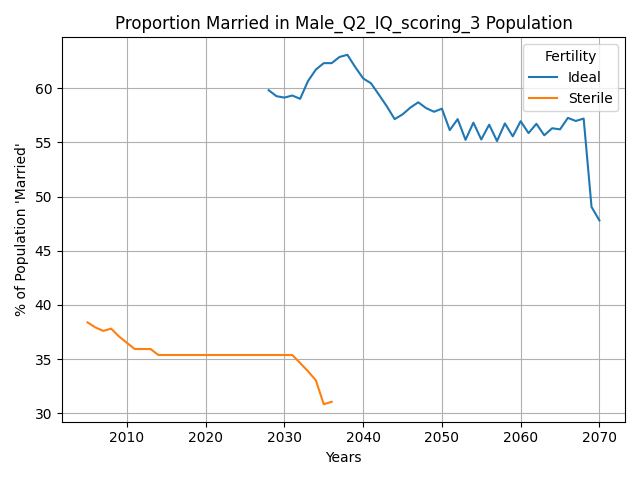 Proportion Married in Male_Q2_IQ_scoring_3 Population
Fertility
Ideal
Sterile
% of Population 'Married'
60
55
50
45
40
35
30
2010 2020 2030 2040 2050 2060 2070
Years